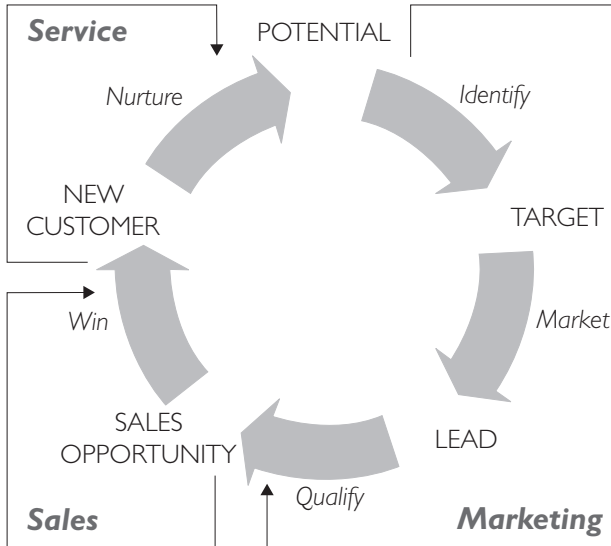 Service
POTENTIAL
Nurture
Identify
NEW
CUSTOMER
TARGET
Win
Market
SALES
OPPORTUNITY
LEAD
Qualify
Sales
Marketing